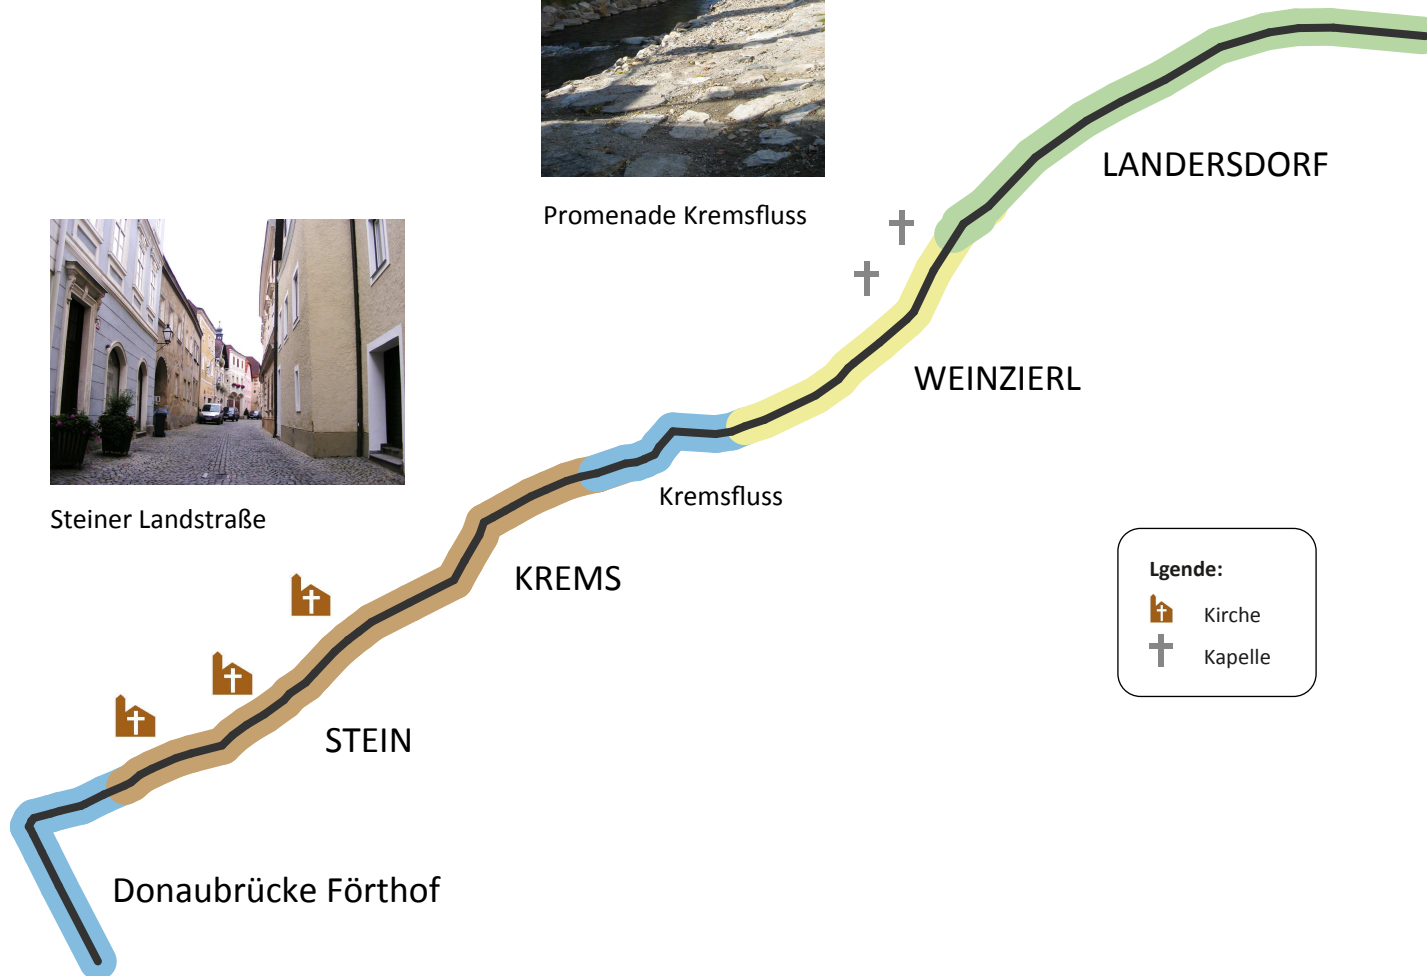 LANDERSDORF
Promenade Kremsfluss
WEINZIERL
Kremsfluss
Steiner Landstraße
KREMS
STEIN
Donaubrücke Förthof
Lgende:
Kirche
Kapelle